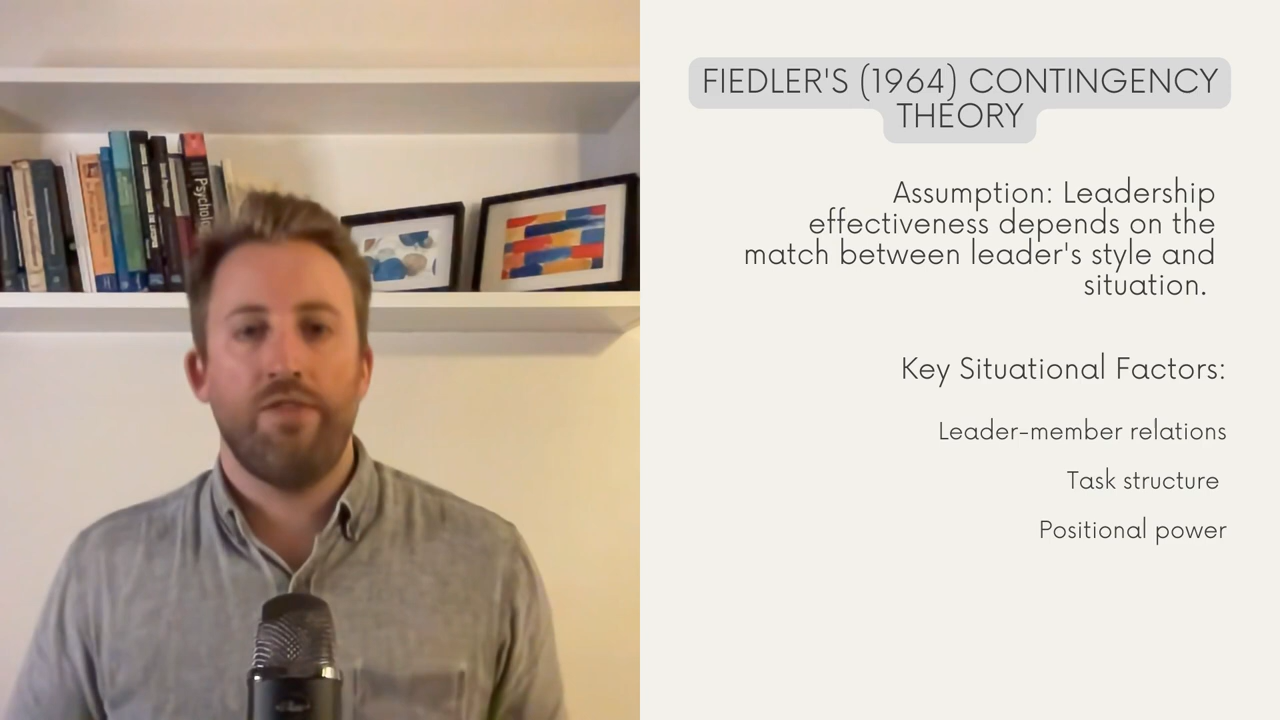 Psycholo
FIEDLER'S (1964) CONTINGENCY
THEORY
Assumption: Leadership
effectiveness depends on the
match between leader's style and
situation.
Key Situational Factors:
Leader-member relations
Task structure
Positional power